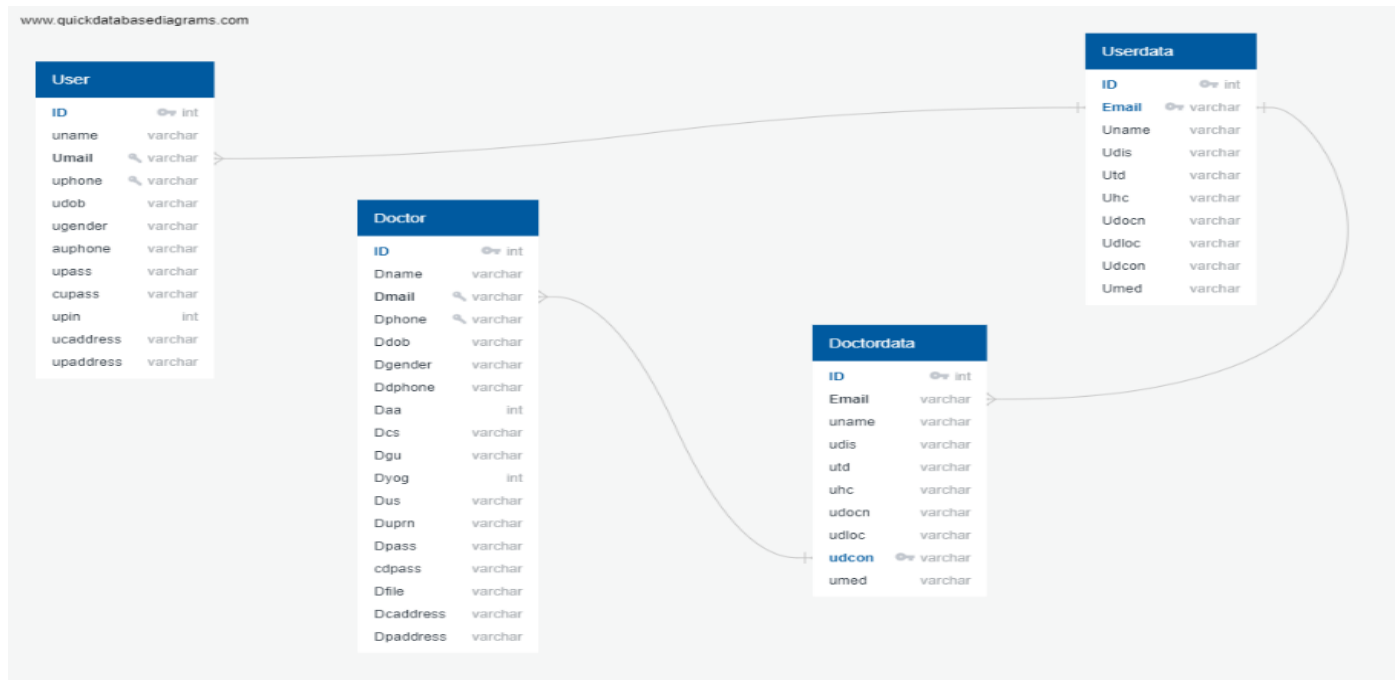 www.quickdatabasediagrams.com
User
ID int
uname varchar
Umail varchar
uphone varchar
udob varchar
ugender varchar
auphone varchar
upass varchar
cupass varchar
upin int
ucaddress varchar
upaddress varchar
Doctor
ID int
Dname varchar
Dmail varchar
Dphone varchar
Ddob varchar
Dgender varchar
Ddphone varchar
Daa int
Dcs varchar
Dgu varchar
Dyog int
Dus varchar
Duprn varchar
Dpass varchar
cdpass varchar
Dfile varchar
Dcaddress varchar
Dpaddress varchar
Userdata
ID int
Email varchar
Uname varchar
Udis varchar
Utd varchar
Uhc varchar
Udocn varchar
Udloc varchar
Udcon varchar
Umed varchar
Doctordata
ID int
Email varchar
uname varchar
udis varchar
utd varchar
uhc varchar
udocn varchar
udloc varchar
udcon varchar
umed varchar